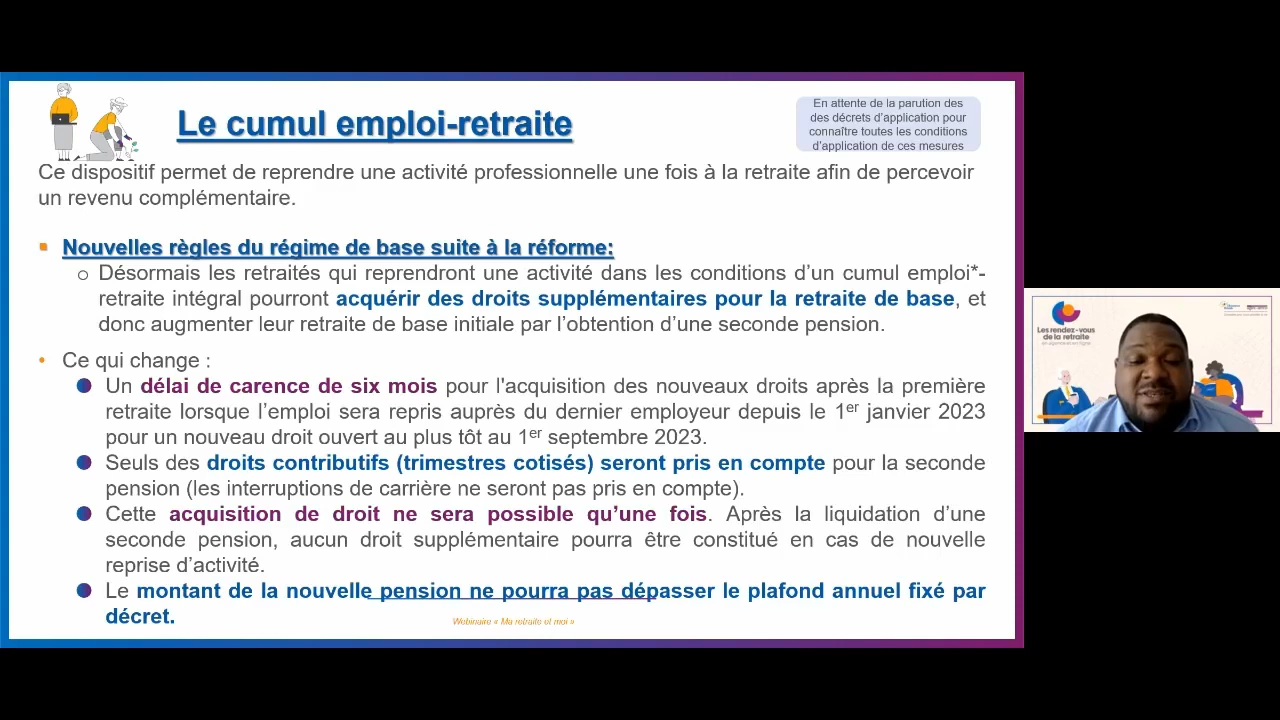 Le cumul emploi-retraite
En attente de la parution des
des décrets d'application pour
connaître toutes les conditions
d'application de ces mesures
Ce dispositif permet de reprendre une activité professionnelle une fois à la retraite afin de percevoir
un revenu complémentaire.
Nouvelles règles du régime de base suite à la réforme:
Désormais les retraités qui reprendront une activité dans les conditions d'un cumul emploi*-
retraite intégral pourront acquérir des droits supplémentaires pour la retraite de base, et
donc augmenter leur retraite de base initiale par l'obtention d'une seconde pension.
Ce qui change :
Un délai de carence de six mois pour l'acquisition des nouveaux droits après la première
retraite lorsque l'emploi sera repris auprès du dernier employeur depuis le 1er janvier 2023
pour un nouveau droit ouvert au plus tôt au 1er septembre 2023.
Seuls des droits contributifs (trimestres cotisés) seront pris en compte pour la seconde
pension (les interruptions de carrière ne seront pas pris en compte).
Cette acquisition de droit ne sera possible qu'une fois. Après la liquidation d'une
seconde pension, aucun droit supplémentaire pourra être constitué en cas de nouvelle
reprise d'activité.
Le montant de la nouvelle pension ne pourra pas dépasser le plafond annuel fixé par
décret.
Webinaire « Ma retraite et moi »
Les rendez-vous
de la retraite